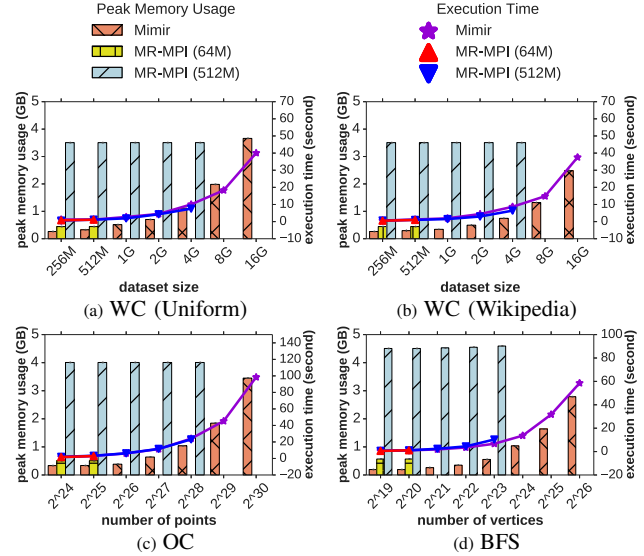 Peak Memory Usage
Mimir
MR-MPI (64M)
MR-MPI (512M)
Execution Time
Mimir
MR-MPI (64M)
MR-MPI (512M)
peak memory usage (GB)
5
4
3
2
1
0
70
60
50
40
30
20
10
0
−10
execution time (second)
256M 512M 1G 2G 4G 8G 16G
dataset size
(a) WC (Uniform)
peak memory usage (GB)
5
4
3
2
1
0
70
60
50
40
30
20
10
0
−10
execution time (second)
256M 512M 1G 2G 4G 8G 16G
dataset size
(b) WC (Wikipedia)
peak memory usage (GB)
5
4
3
2
1
0
140
120
100
80
60
40
20
0
−20
execution time (second)
2^24 2^25 2^26 2^27 2^28 2^29 2^30
number of points
(c) OC
peak memory usage (GB)
5
4
3
2
1
0
100
80
60
40
20
0
−20
execution time (second)
2^19 2^20 2^21 2^22 2^23 2^24 2^25 2^26
number of vertices
(d) BFS